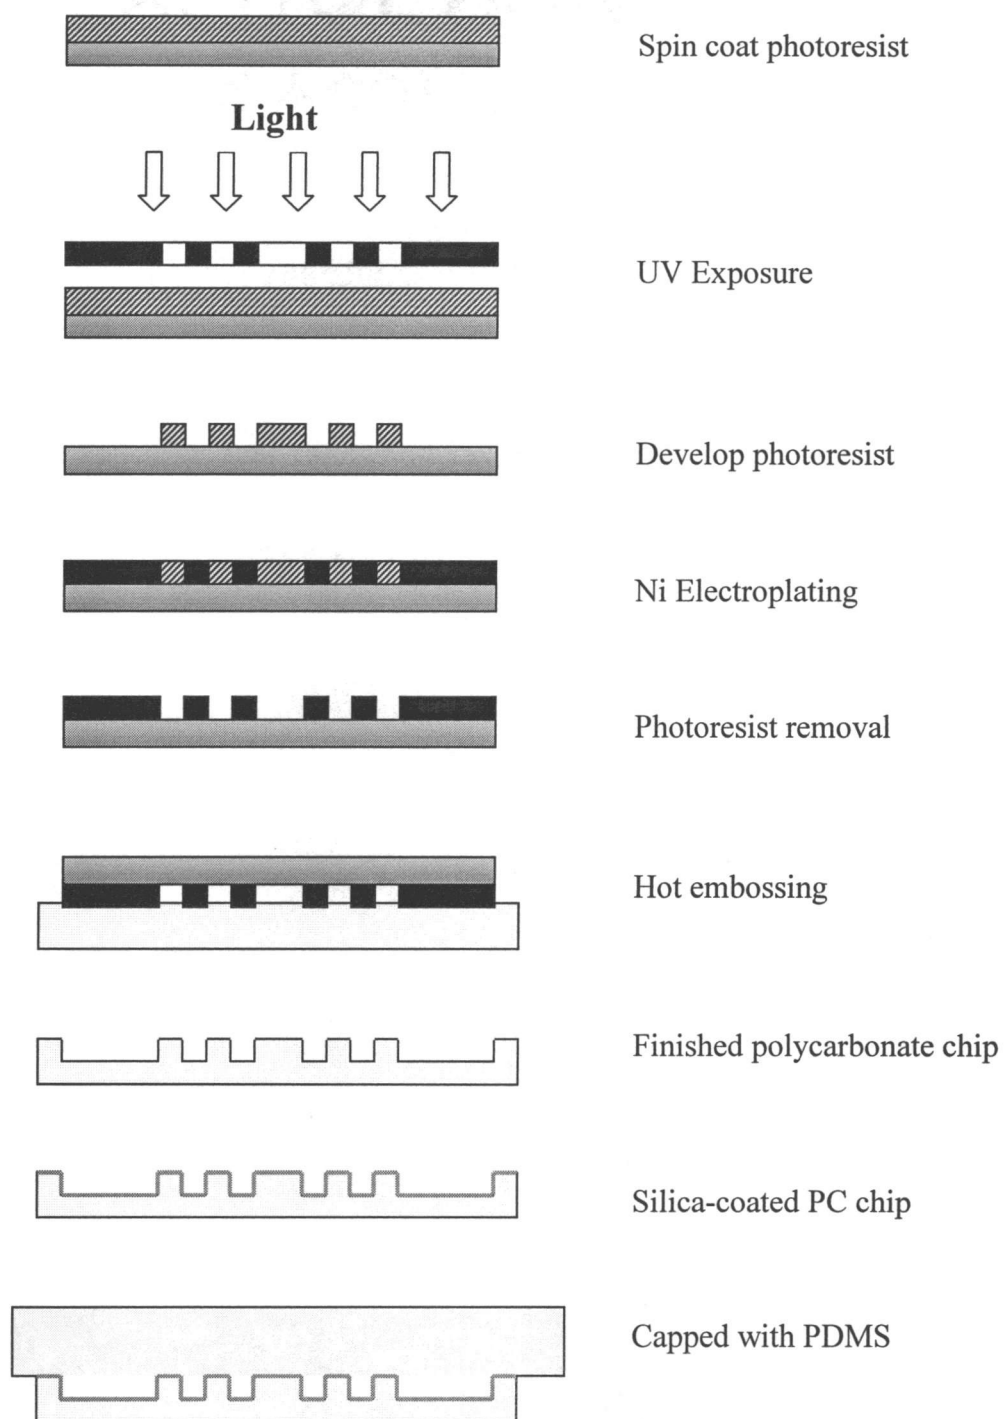 Spin coat photoresist
Light
UV Exposure
Develop photoresist
Ni Electroplating
Photoresist removal
Hot embossing
Finished polycarbonate chip
Silica-coated PC chip
Capped with PDMS